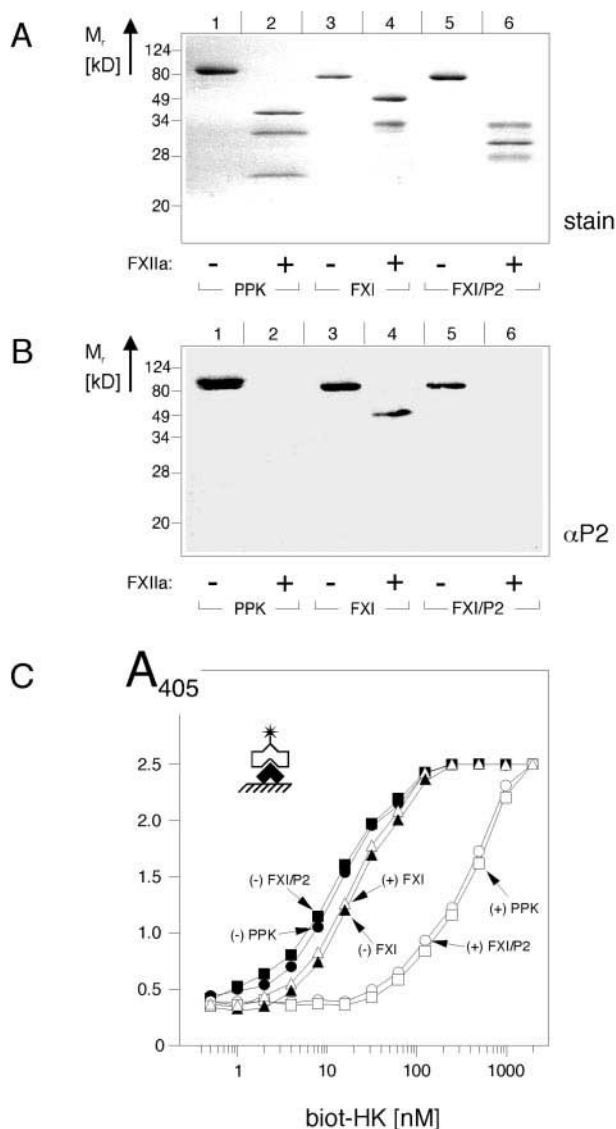 A
M_r [kD]
1 2 3 4 5 6
124
80
49
34
28
20
stain
FXIIa: - + - + - +
PPK FXI FXI/P2
B
M_r [kD]
1 2 3 4 5 6
124
80
49
34
28
20
αP2
FXIIa: - + - + - +
PPK FXI FXI/P2
C
A_405
2.5
2.0
1.5
1.0
0.5
0
(-) FXI/P2
(+) FXI
(-) PPK
(+) PPK
(-) FXI
(+) FXI/P2
1 10 100 1000
biot-HK [nM]